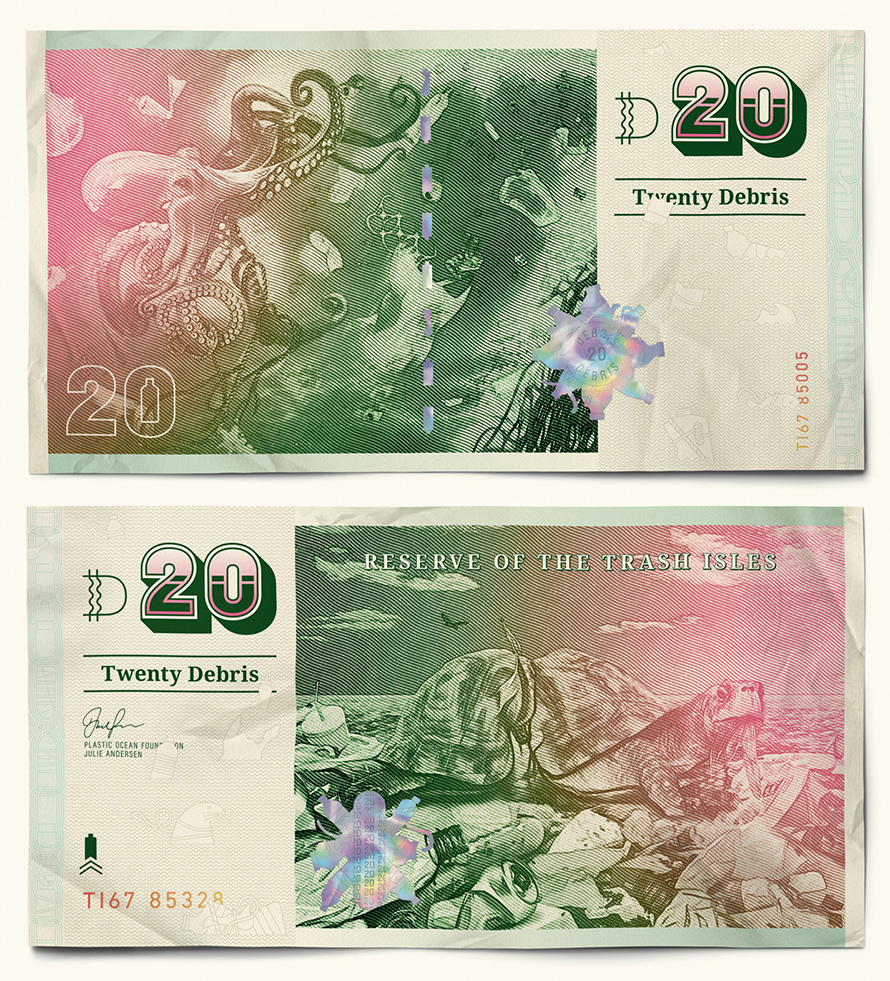 20
Twenty Debris
DEBRIS
20
DEBRIS
20
TI67 85005
RESERVE OF THE TRASH ISLES
20
Twenty Debris
PLASTIC OCEAN FOUNDATION
JULIE ANDERSEN
TI67 85328